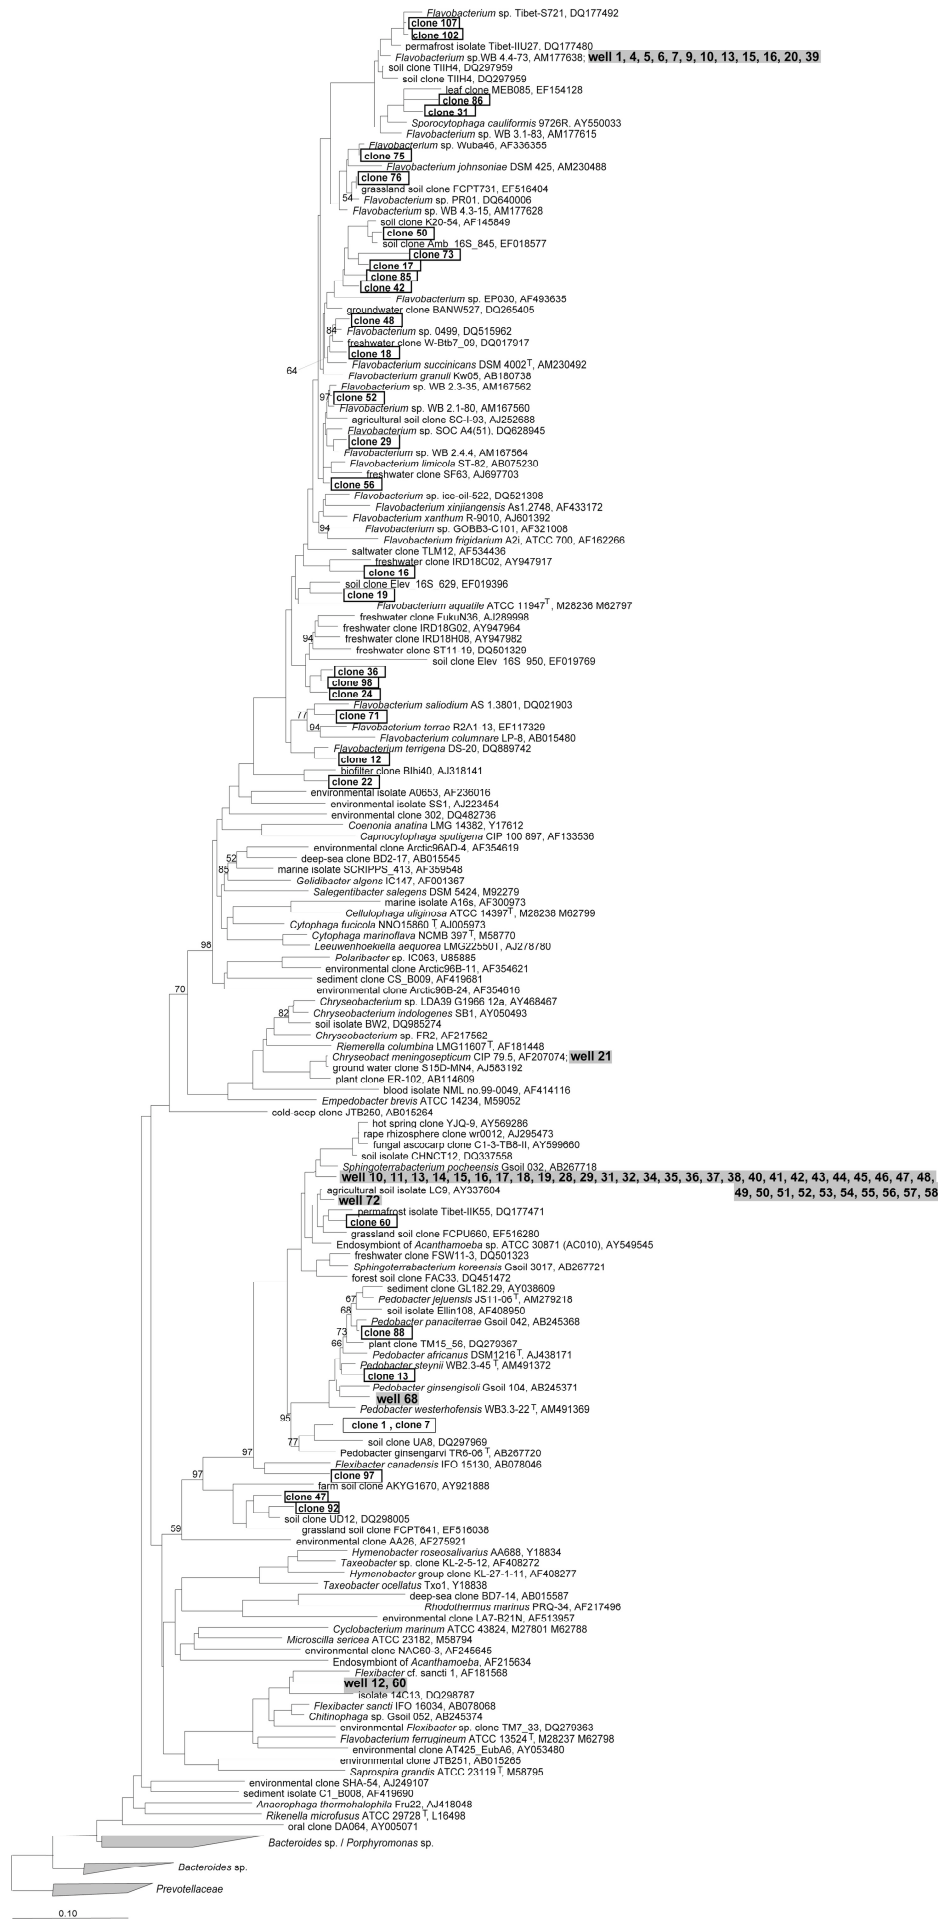 Flavobacterium sp. Tibet-S721, DQ177492
clone 107
clone 102
permafrost isolate Tibet-IIU27, DQ177480
Flavobacterium sp.WB 4.4-73, AM177638; well 1, 4, 5, 6, 7, 9, 10, 13, 15, 16, 20, 39
soil clone TIIH4, DQ297959
soil clone TIIH4, DQ297959
leaf clone MEB085, EF154128
clone 86
clone 31
Sporocytophaga cauliformis 9726R, AY550033
Flavobacterium sp. WB 3.1-83, AM177615
Flavobacterium sp. Wuba46, AF336355
clone 75
Flavobacterium johnsoniae DSM 425, AM230488
clone 76
grassland soil clone FCPT731, EF516404
54
Flavobacterium sp. PR01, DQ640006
Flavobacterium sp. WB 4.3-15, AM177628
soil clone K20-54, AF145849
clone 50
soil clone Amb_16S_845, EF018577
clone 73
clone 17
clone 85
clone 42
Flavobacterium sp. EP030, AF493635
groundwater clone BANW527, DQ265405
clone 48
84
Flavobacterium sp. 0499, DQ515962
freshwater clone W-Btb7_09, DQ017917
clone 18
Flavobacterium succinicans DSM 4002T, AM230492
64
Flavobacterium granuli Kw05, AB180738
Flavobacterium sp. WB 2.3-35, AM167562
97
clone 52
Flavobacterium sp. WB 2.1-80, AM167560
agricultural soil clone SC-I-93, AJ252688
Flavobacterium sp. SOC A4(51), DQ628945
clone 29
Flavobacterium sp. WB 2.4.4, AM167564
Flavobacterium limicola ST-82, AB075230
freshwater clone SF63, AJ697703
clone 56
Flavobacterium sp. ice-oil-522, DQ521398
Flavobacterium xinjiangensis As1.2748, AF433172
Flavobacterium xanthum R-9010, AJ601392
94
Flavobacterium sp. GOBB3-C101, AF321008
Flavobacterium frigidarium A2i, ATCC 700, AF162266
saltwater clone TLM12, AF534436
freshwater clone IRD18C02, AY947917
clone 16
soil clone Elev_16S_629, EF019396
clone 19
Flavobacterium aquatile ATCC 11947T, M28236 M62797
freshwater clone FukuN36, AJ289998
freshwater clone IRD18G02, AY947964
94
freshwater clone IRD18H08, AY947982
freshwater clone ST11-19, DQ501329
soil clone Elev_16S_950, EF019769
clone 36
clone 98
clone 24
Flavobacterium saliodium AS 1.3801, DQ021903
77
clone 71
94
Flavobacterium terrae R2A1-13, EF117329
Flavobacterium columnare LP-8, AB015480
Flavobacterium terrigena DS-20, DQ889742
clone 12
biofilter clone BIhi40, AJ318141
clone 22
environmental isolate A0653, AF236016
environmental isolate SS1, AJ223454
environmental clone 302, DQ482736
Coenonia anatina LMG 14382, Y17612
Capnocytophaga sputigena CIP 100 897, AF133536
environmental clone Arctic96AD-4, AF354619
52
deep-sea clone BD2-17, AB015545
85
marine isolate SCRIPPS_413, AF359548
Gelidibacter algens IC147, AF001367
Salegentibacter salegens DSM 5424, M92279
marine isolate A16s, AF300973
Cellulophaga uliginosa ATCC 14397T, M28238 M62799
Cytophaga fucicola NNO15860 T, AJ005973
Cytophaga marinoflava NCMB 397 T, M58770
98
Leeuwenhoekiella aequorea LMG22550T, AJ278780
Polaribacter sp. IC063, U85885
environmental clone Arctic96B-11, AF354621
sediment clone CS_B009, AF419681
70
environmental clone Arctic96B-24, AF354616
Chryseobacterium sp. LDA39 G1966 12a, AY468467
82
Chryseobacterium indologenes SB1, AY050493
soil isolate BW2, DQ985274
Chryseobacterium sp. FR2, AF217562
Riemerella columbina LMG11607T, AF181448
Chryseobact meningosepticum CIP 79.5, AF207074; well 21
ground water clone S15D-MN4, AJ583192
plant clone ER-102, AB114609
blood isolate NML no.99-0049, AF414116
Empedobacter brevis ATCC 14234, M59052
cold-seep clone JTB250, AB015264
hot spring clone YJQ-9, AY569286
rape rhizosphere clone wr0012, AJ295473
fungal ascocarp clone C1-3-TB8-II, AY599660
soil isolate CHNCT12, DQ337558
Sphingoterrabacterium pocheensis Gsoil 032, AB267718
well 10, 11, 13, 14, 15, 16, 17, 18, 19, 28, 29, 31, 32, 34, 35, 36, 37, 38, 40, 41, 42, 43, 44, 45, 46, 47, 48,
agricultural soil isolate LC9, AY337604
49, 50, 51, 52, 53, 54, 55, 56, 57, 58
well 72
permafrost isolate Tibet-IIK55, DQ177471
clone 60
grassland soil clone FCPU660, EF516280
Endosymbiont of Acanthamoeba sp. ATCC 30871 (AC010), AY549545
freshwater clone FSW11-3, DQ501323
Sphingoterrabacterium koreensis Gsoil 3017, AB267721
forest soil clone FAC33, DQ451472
sediment clone GL182.29, AY038609
67
Pedobacter jejuensis JS11-06T, AM279218
68
soil isolate Ellin108, AF408950
Pedobacter panaciterrae Gsoil 042, AB245368
73
clone 88
66
plant clone TM15_56, DQ279367
Pedobacter africanus DSM1216T, AJ438171
Pedobacter steynii WB2.3-45 T, AM491372
clone 13
Pedobacter ginsengisoli Gsoil 104, AB245371
well 68
Pedobacter westerhofensis WB3.3-22 T, AM491369
95
clone 1 , clone 7
77
soil clone UA8, DQ297969
97
Pedobacter ginsengarvi TR6-06T, AB267720
Flexibacter canadensis IFO 15130, AB078046
97
clone 97
farm soil clone AKYG1670, AY921888
clone 47
clone 92
soil clone UD12, DQ298005
59
grassland soil clone FCPT641, EF516038
environmental clone AA26, AF275921
Hymenobacter roseosalivarius AA688, Y18834
Taxeobacter sp. clone KL-2-5-12, AF408272
Hymenobacter group clone KL-27-1-11, AF408277
Taxeobacter ocellatus Txo1, Y18838
deep-sea clone BD7-14, AB015587
Rhodothermus marinus PRQ-34, AF217496
environmental clone LA7-B21N, AF513957
Cyclobacterium marinum ATCC 43824, M27801 M62788
Microscilla sericea ATCC 23182, M58794
environmental clone NAC60-3, AF245645
Endosymbiont of Acanthamoeba, AF215634
Flexibacter cf. sancti 1, AF181568
well 12, 60
isolate 14C13, DQ298787
Flexibacter sancti IFO 16034, AB078068
Chitinophaga sp. Gsoil 052, AB245374
environmental Flexibacter sp. clone TM7_33, DQ279363
Flavobacterium ferrugineum ATCC 13524T, M28237 M62798
environmental clone AT425_EubA6, AY053480
environmental clone JTB251, AB015265
Saprospira grandis ATCC 23119T, M58795
environmental clone SHA-54, AJ249107
sediment isolate C1_B008, AF419690
Anaerophaga thermohalophila Fru22, AJ418048
Rikenella microfusus ATCC 29728T, L16498
oral clone DA064, AY005071
Bacteroides sp. / Porphyromonas sp.
Bacteroides sp.
Prevotellaceae
0.10